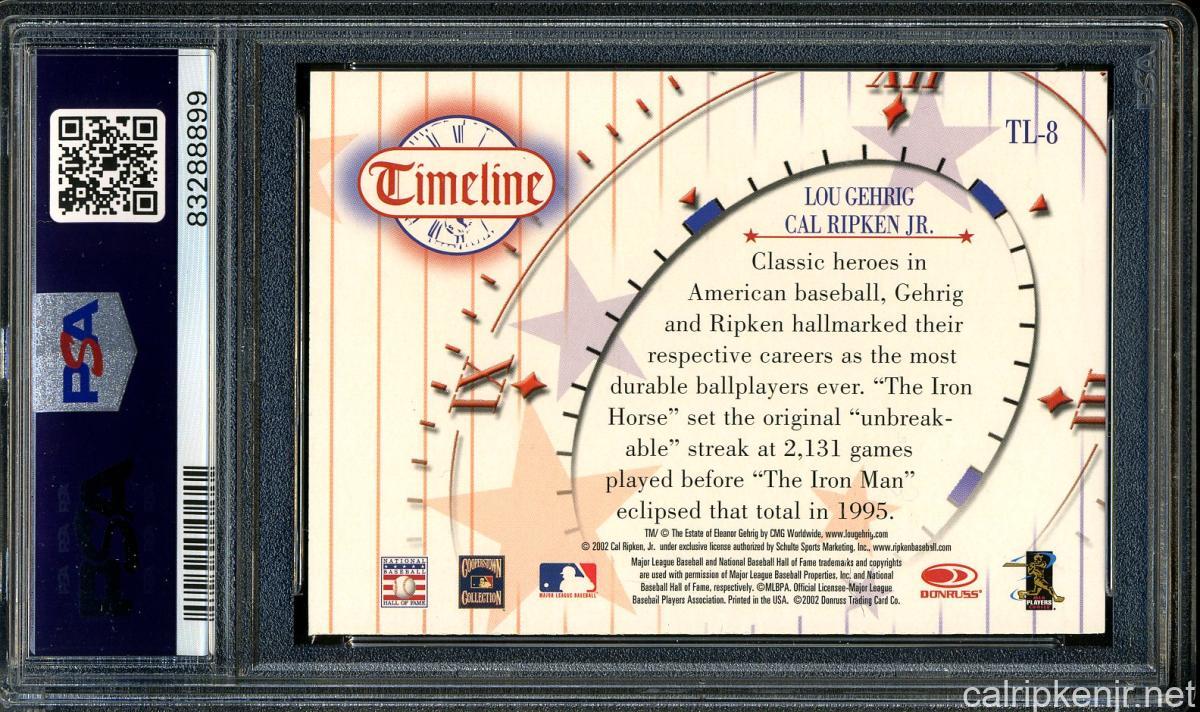 83288899
PSA
PSA
Timeline
XII
TL-8
LOU GEHRIG
CAL RIPKEN JR.
Classic heroes in
American baseball, Gehrig
and Ripken hallmarked their
respective careers as the most
durable ballplayers ever. “The Iron
Horse” set the original “unbreak-
able” streak at 2,131 games
played before “The Iron Man”
eclipsed that total in 1995.
IX
III
TM/ © The Estate of Eleanor Gehrig by CMG Worldwide, www.lougehrig.com
© 2002 Cal Ripken, Jr. under exclusive license authorized by Schulte Sports Marketing, Inc., www.ripkenbaseball.com
Major League Baseball and National Baseball Hall of Fame trademarks and copyrights
are used with permission of Major League Baseball Properties, Inc. and National
Baseball Hall of Fame, respectively. ©MLBPA. Official Licensee-Major League
Baseball Players Association. Printed in the USA. ©2002 Donruss Trading Card Co.
NATIONAL
BASEBALL
HALL OF FAME
COOPERSTOWN
COLLECTION
MAJOR LEAGUE BASEBALL
DONRUSS
PLAYERS
PSA
calripkenjr.net